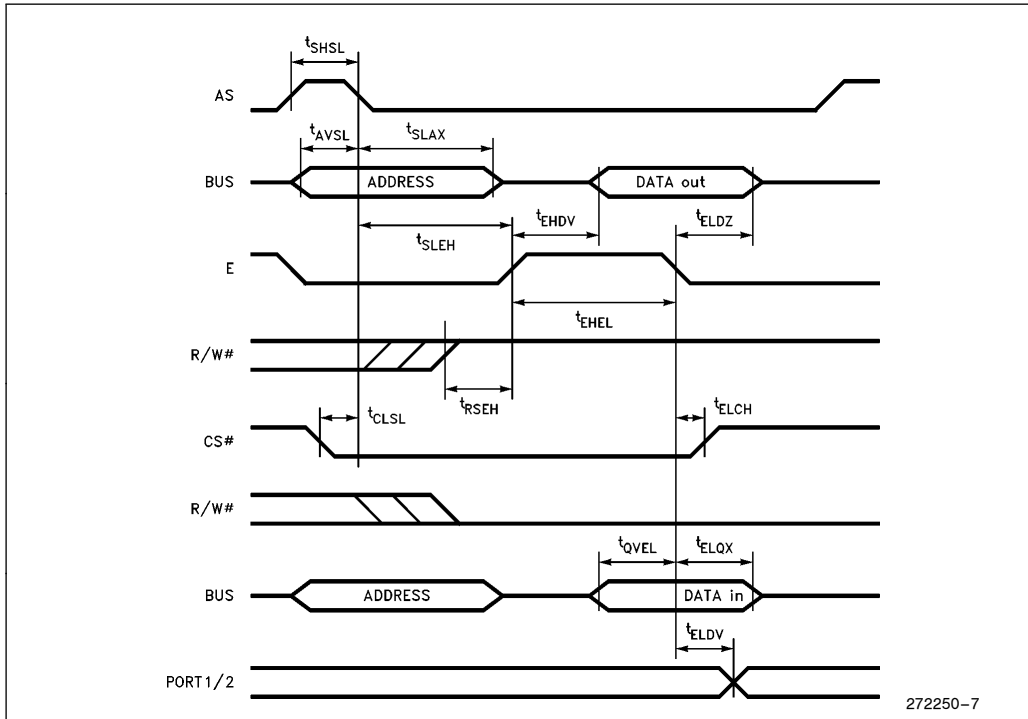 tSHSL
AS
tAVSL
tSLAX
BUS
ADDRESS
DATA out
tEHDV
tELDZ
tSLEH
E
tEHEL
R/W#
tRSEH
tCLSL
tELCH
CS#
R/W#
tQVEL
tELQX
BUS
ADDRESS
DATA in
tELDV
PORT1/2
272250-7